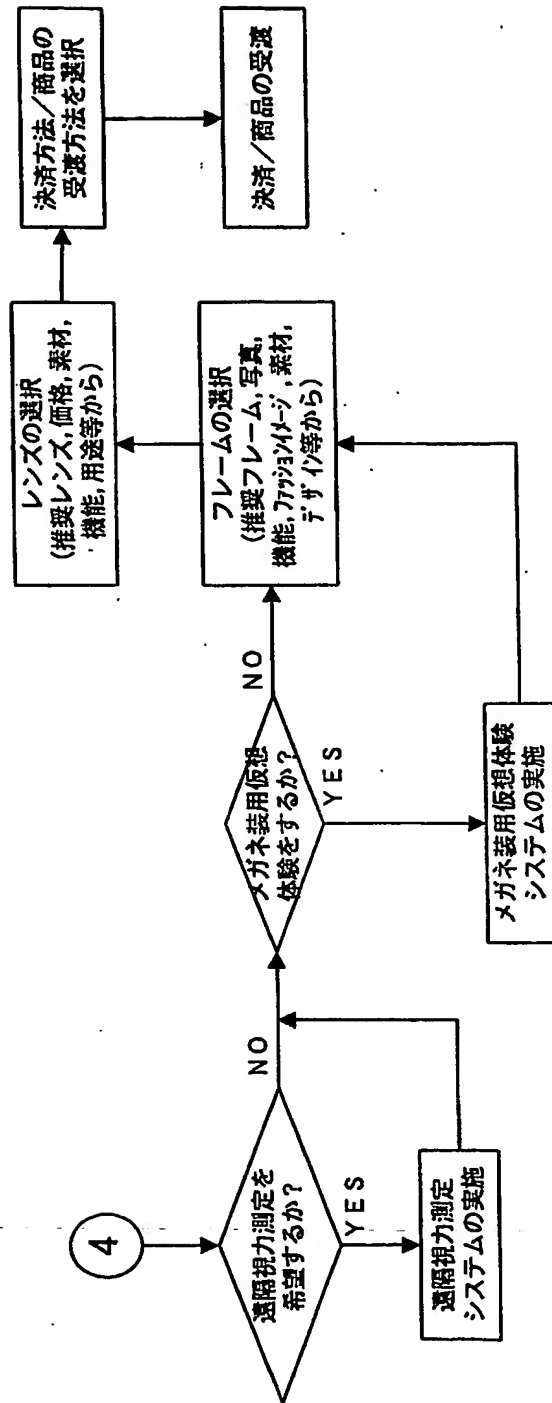 4
遠隔視力測定を
希望するか?
NO
YES
遠隔視力測定
システムの実施
メガネ装用仮想
体験をするか?
NO
YES
メガネ装用仮想体験
システムの実施
フレームの選択
(推奨フレーム,写真,
機能,ファッションイメージ,素材,
デザイン等から)
レンズの選択
(推奨レンズ,価格,素材,
機能,用途等から)
決済方法/商品の
受渡方法を選択
決済/商品の受渡